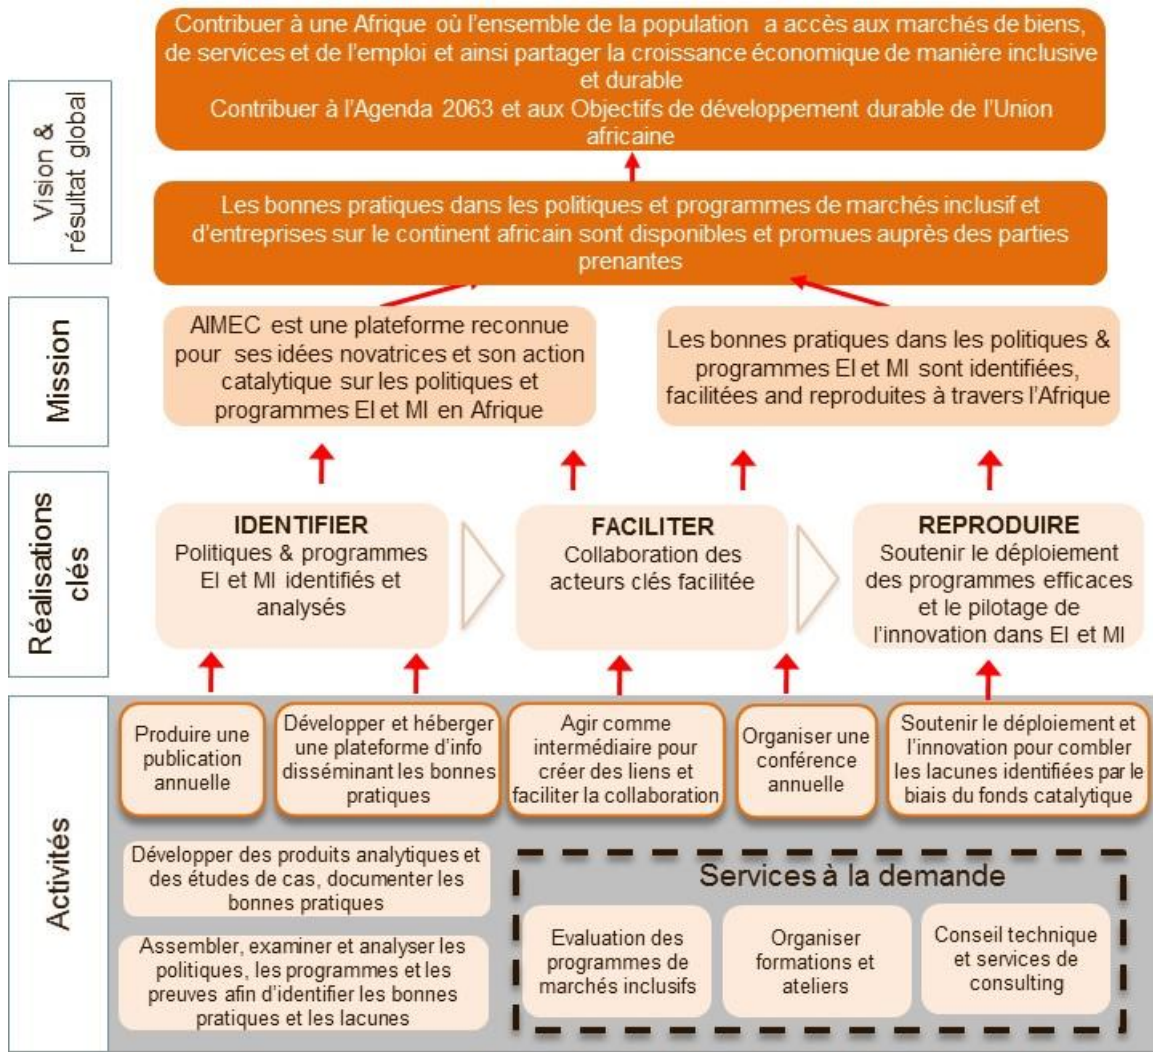 Vision &
résultat global
Contribuer à une Afrique où l'ensemble de la population a accès aux marchés de biens,
de services et de l'emploi et ainsi partager la croissance économique de manière inclusive
et durable
Contribuer à l'Agenda 2063 et aux Objectifs de développement durable de l'Union
africaine
Les bonnes pratiques dans les politiques et programmes de marchés inclusif et
d'entreprises sur le continent africain sont disponibles et promues auprès des parties
prenantes
Mission
AIMEC est une plateforme reconnue
pour ses idées novatrices et son action
catalytique sur les politiques et
programmes EI et MI en Afrique
Les bonnes pratiques dans les politiques &
programmes EI et MI sont identifiées,
facilitées and reproduites à travers l'Afrique
Réalisations
clés
IDENTIFIER
Politiques & programmes
EI et MI identifiés et
analysés
FACILITER
Collaboration des
acteurs clés facilitée
REPRODUIRE
Soutenir le déploiement
des programmes efficaces
et le pilotage de
l'innovation dans EI et MI
Activités
Produire une
publication
annuelle
Développer et héberger
une plateforme d'info
disséminant les bonnes
pratiques
Agir comme
intermédiaire pour
créer des liens et
faciliter la collaboration
Organiser une
conférence
annuelle
Soutenir le déploiement et
l'innovation pour combler
les lacunes identifiées par le
biais du fonds catalytique
Développer des produits analytiques et
des études de cas, documenter les
bonnes pratiques
Assembler, examiner et analyser les
politiques, les programmes et les
preuves afin d'identifier les bonnes
pratiques et les lacunes
Services à la demande
Evaluation des
programmes de
marchés inclusifs
Organiser
formations et
ateliers
Conseil technique
et services de
consulting